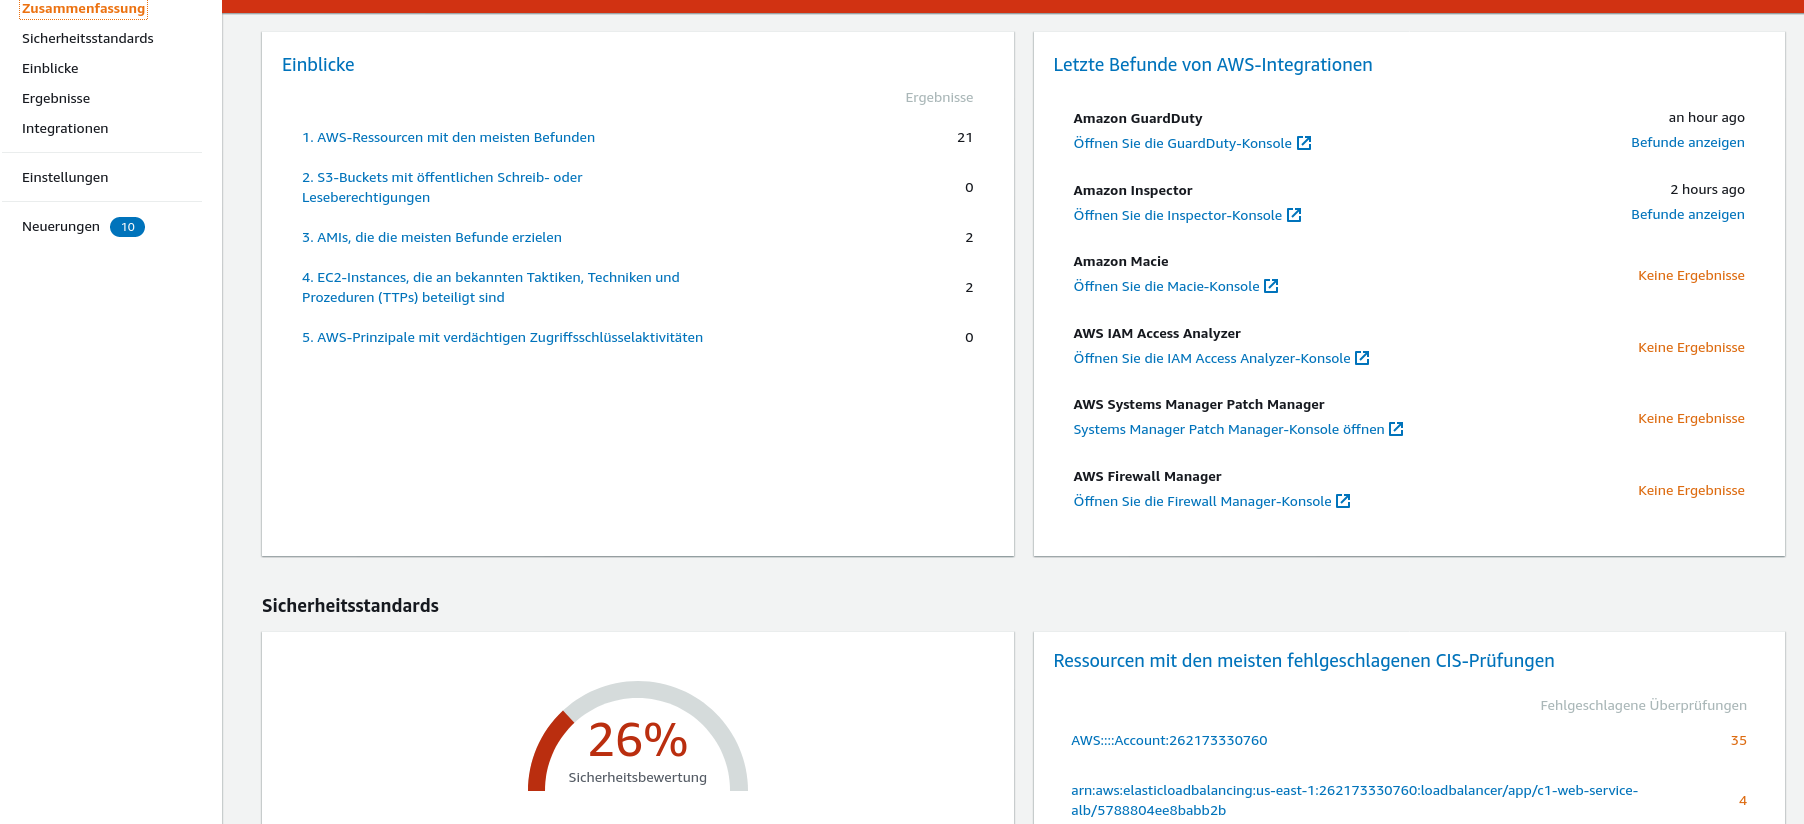 Zusammenfassung
Sicherheitsstandards
Einblicke
Ergebnisse
Integrationen
Einstellungen
Neuerungen 10
Einblicke
Ergebnisse
1. AWS-Ressourcen mit den meisten Befunden 21
2. S3-Buckets mit öffentlichen Schreib- oder
Leseberechtigungen 0
3. AMIs, die die meisten Befunde erzielen 2
4. EC2-Instances, die an bekannten Taktiken, Techniken und
Prozeduren (TTPs) beteiligt sind 2
5. AWS-Prinzipale mit verdächtigen Zugriffsschlüsselaktivitäten 0
Letzte Befunde von AWS-Integrationen
Amazon GuardDuty an hour ago
Öffnen Sie die GuardDuty-Konsole Befunde anzeigen
Amazon Inspector 2 hours ago
Öffnen Sie die Inspector-Konsole Befunde anzeigen
Amazon Macie
Öffnen Sie die Macie-Konsole Keine Ergebnisse
AWS IAM Access Analyzer
Öffnen Sie die IAM Access Analyzer-Konsole Keine Ergebnisse
AWS Systems Manager Patch Manager
Systems Manager Patch Manager-Konsole öffnen Keine Ergebnisse
AWS Firewall Manager
Öffnen Sie die Firewall Manager-Konsole Keine Ergebnisse
Sicherheitsstandards
26%
Sicherheitsbewertung
Ressourcen mit den meisten fehlgeschlagenen CIS-Prüfungen
Fehlgeschlagene Überprüfungen
AWS::::Account:262173330760 35
arn:aws:elasticloadbalancing:us-east-1:262173330760:loadbalancer/app/c1-web-service-
alb/5788804ee8babb2b 4